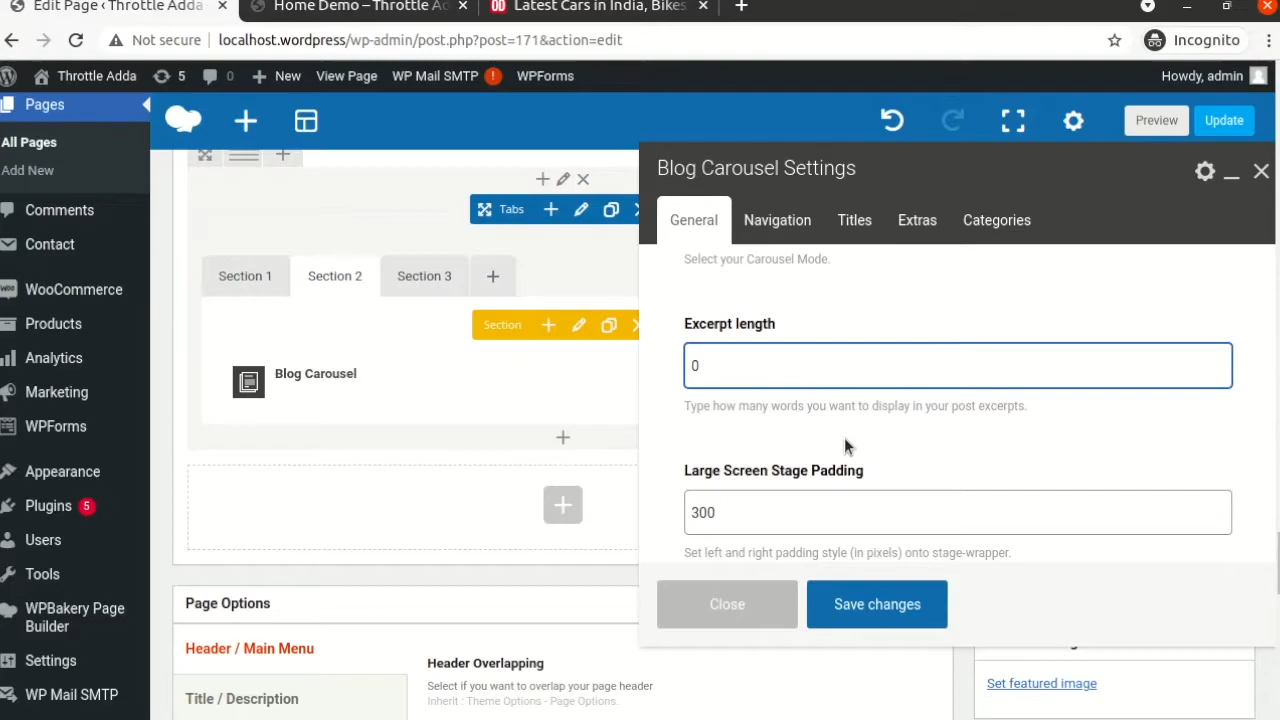 Edit Page ‹ Throttle Adda
Home Demo – Throttle Ad
Latest Cars in India, Bikes
Not secure
localhost.wordpress/wp-admin/post.php?post=171&action=edit
Incognito
Throttle Adda
5
0
New
View Page
WP Mail SMTP
!
WPForms
Howdy, admin
Pages
All Pages
Add New
Comments
Contact
WooCommerce
Products
Analytics
Marketing
WPForms
Appearance
Plugins 5
Users
Tools
WPBakery Page
Builder
Settings
WP Mail SMTP
Preview
Update
Tabs
Section 1
Section 2
Section 3
Section
Blog Carousel
Page Options
Header / Main Menu
Title / Description
Header Overlapping
Select if you want to overlap your page header
Inherit : Theme Options - Page Options.
Blog Carousel Settings
General
Navigation
Titles
Extras
Categories
Select your Carousel Mode.
Excerpt length
0
Type how many words you want to display in your post excerpts.
Large Screen Stage Padding
300
Set left and right padding style (in pixels) onto stage-wrapper.
Close
Save changes
Set featured image